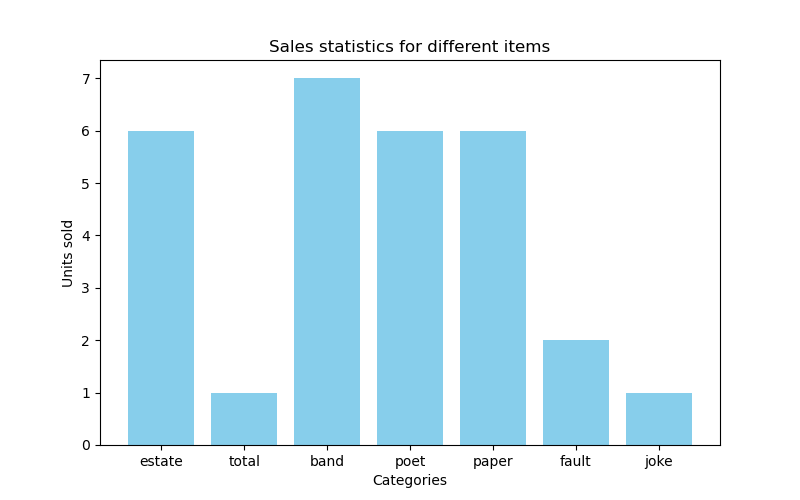 Sales statistics for different items
Units sold
7
6
5
4
3
2
1
0
estate total band poet paper fault joke
Categories